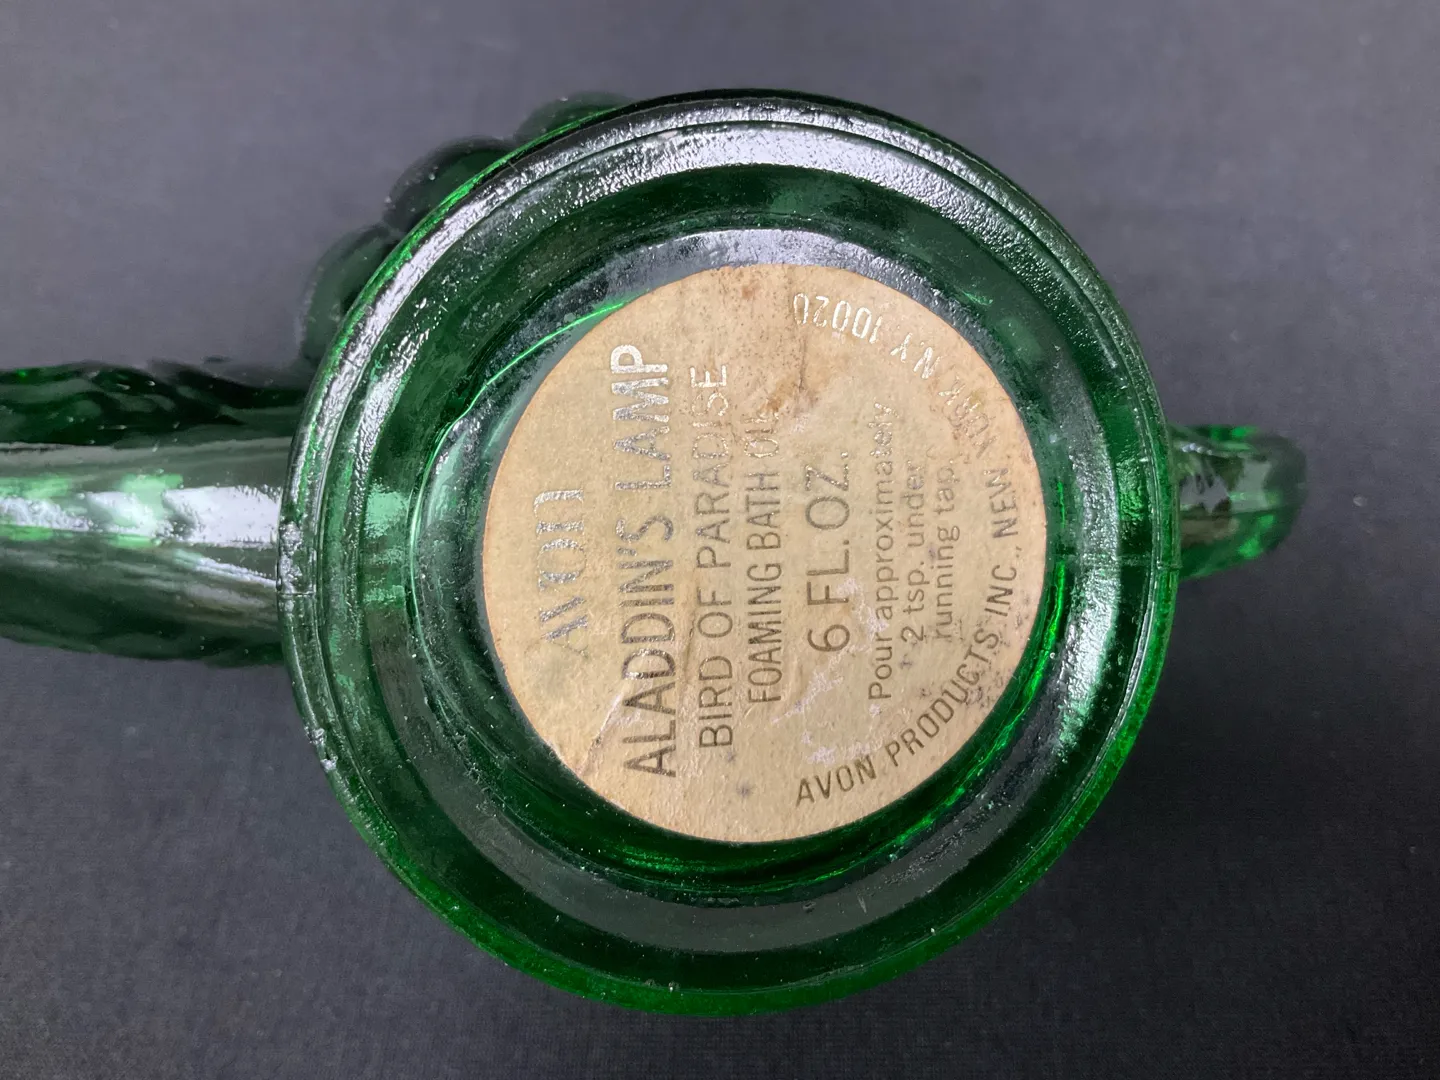 AVON
ALADDIN'S LAMP
BIRD OF PARADISE
FOAMING BATH OIL
6 FL. OZ.
Pour approximately
2 tsp. under
running tap.
AVON PRODUCTS INC., NEW YORK N.Y. 10020